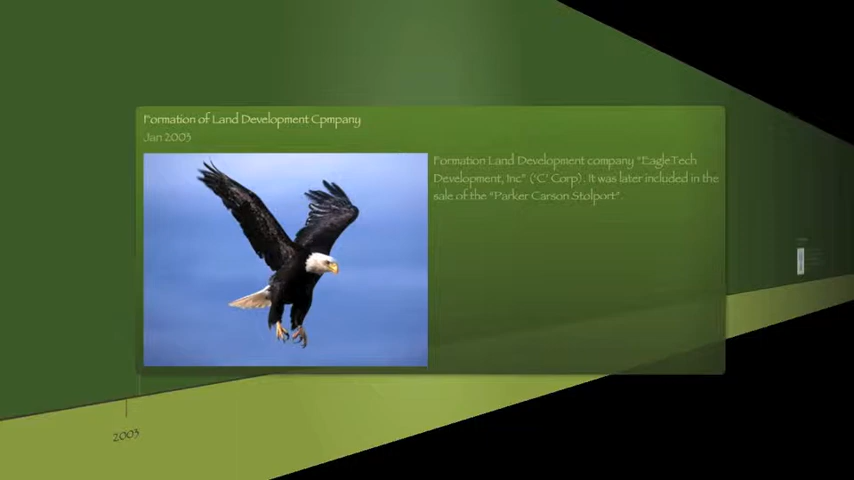 Formation of Land Development Cpmpany
Jan 2003
Formation Land Development company "EagleTech
Development, Inc" ('C' Corp). It was later included in the
sale of the "Parker Carson Stolport".
2003